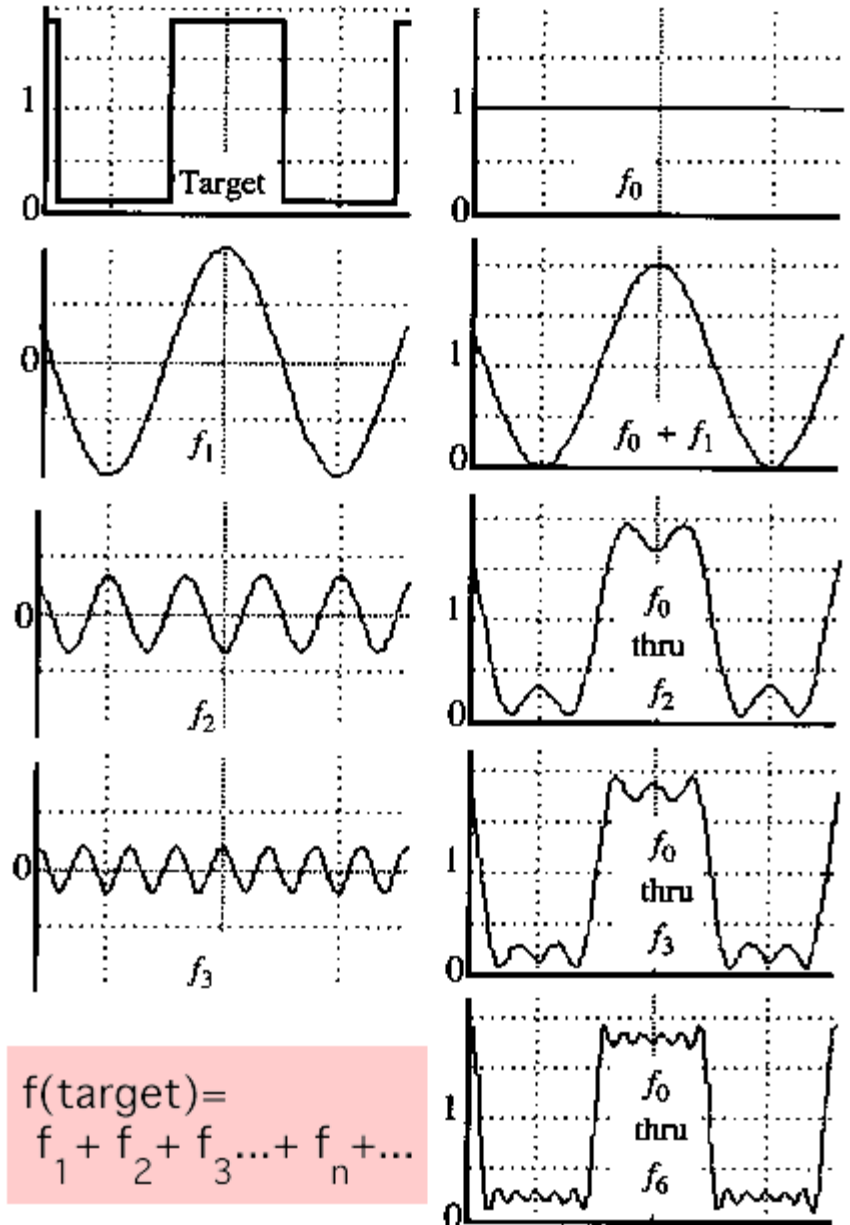 1
0
Target
1
0
f0
0
f1
1
0
f0 + f1
0
f2
1
0
f0
thru
f2
0
f3
1
0
f0
thru
f3
f(target)=
f1 + f2 + f3...+ fn+...
1
0
f0
thru
f6